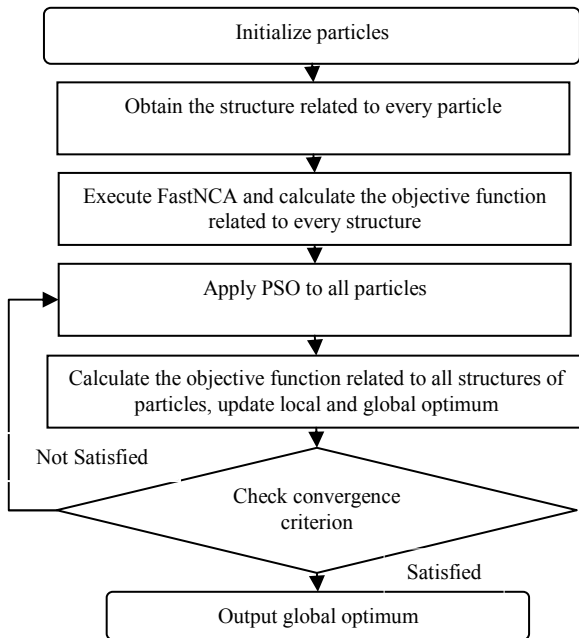 Initialize particles
Obtain the structure related to every particle
Execute FastNCA and calculate the objective function
related to every structure
Apply PSO to all particles
Calculate the objective function related to all structures of
particles, update local and global optimum
Not Satisfied
Check convergence
criterion
Satisfied
Output global optimum